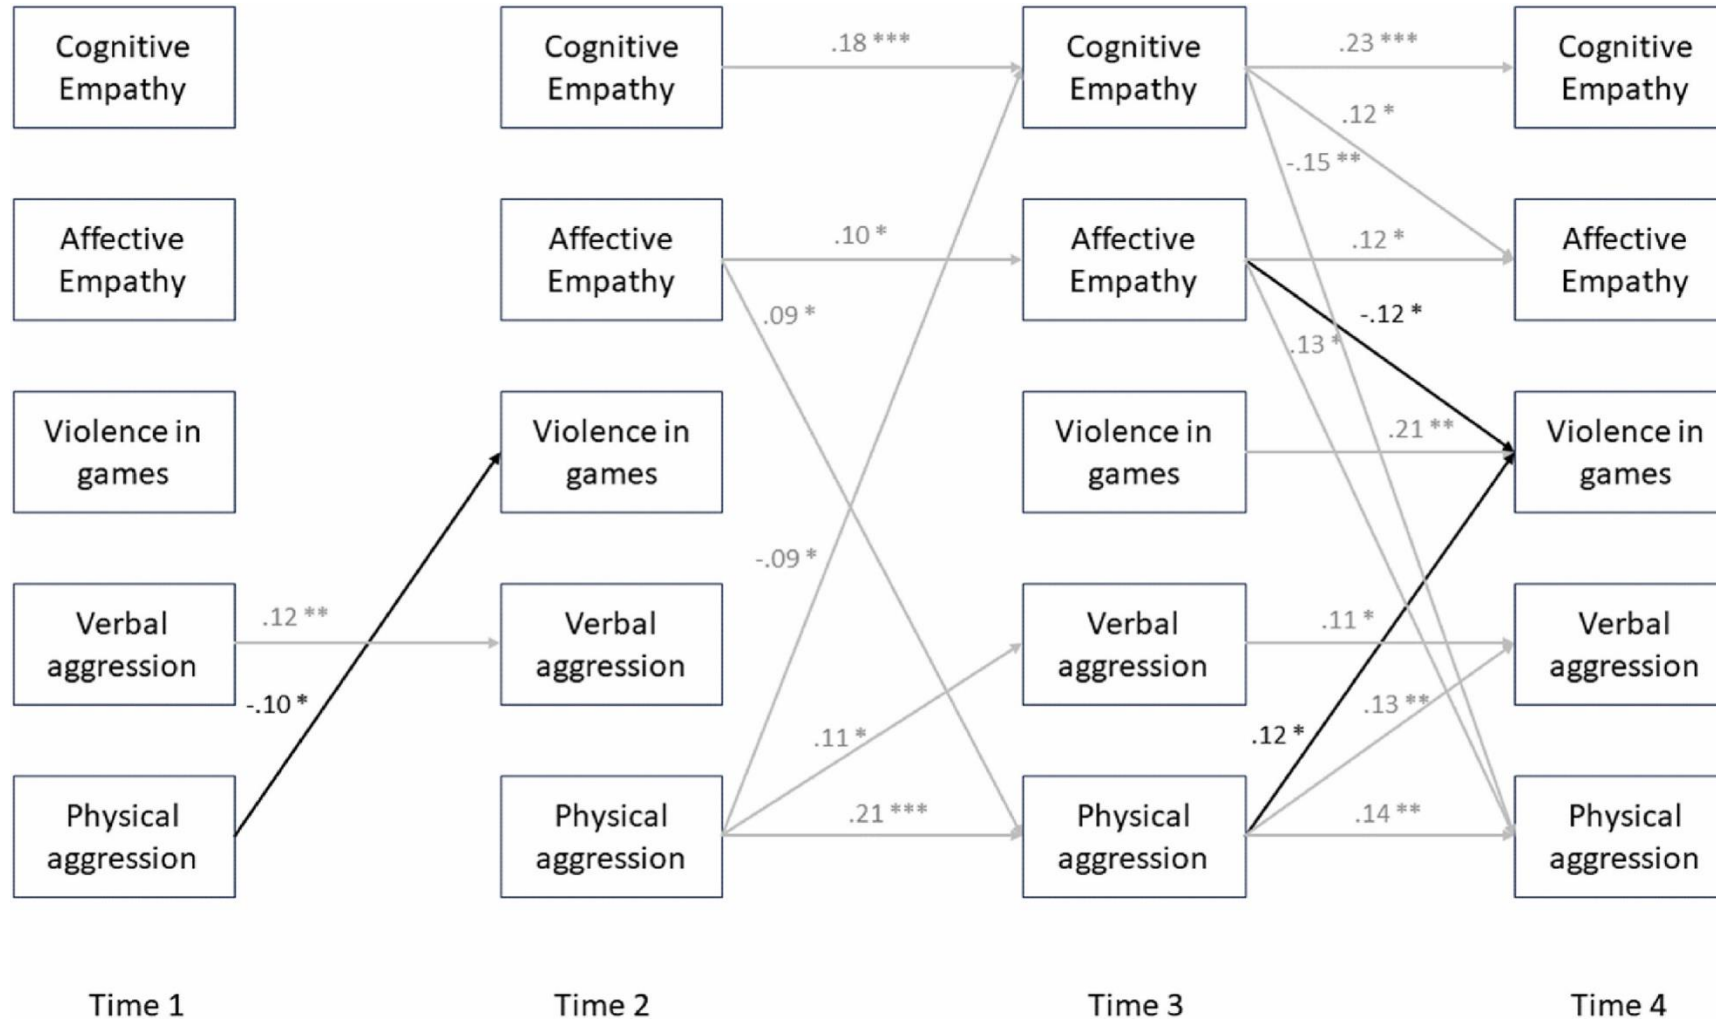 Cognitive
Empathy
Cognitive
Empathy
.18 ***
Cognitive
Empathy
.23 ***
Cognitive
Empathy
.12 *
-.15 **
Affective
Empathy
Affective
Empathy
.10 *
Affective
Empathy
.12 *
Affective
Empathy
.09 *
-.12 *
.13 *
Violence in
games
Violence in
games
Violence in
games
.21 **
Violence in
games
-.09 *
Verbal
aggression
.12 **
Verbal
aggression
Verbal
aggression
.11 *
Verbal
aggression
-.10 *
.11 *
.12 *
.13 **
Physical
aggression
Physical
aggression
.21 ***
Physical
aggression
.14 **
Physical
aggression
Time 1
Time 2
Time 3
Time 4